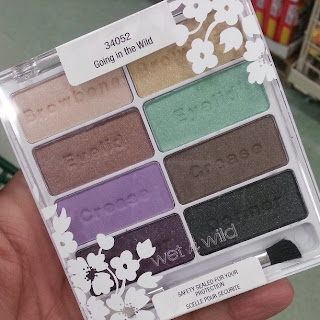 34052
Going in the Wild
Browbone
Eyelid
Eyelid
Crease
Crease
wet n wild
SAFETY SEALED FOR YOUR
PROTECTION
SCELLÉ POUR SÉCURITÉ